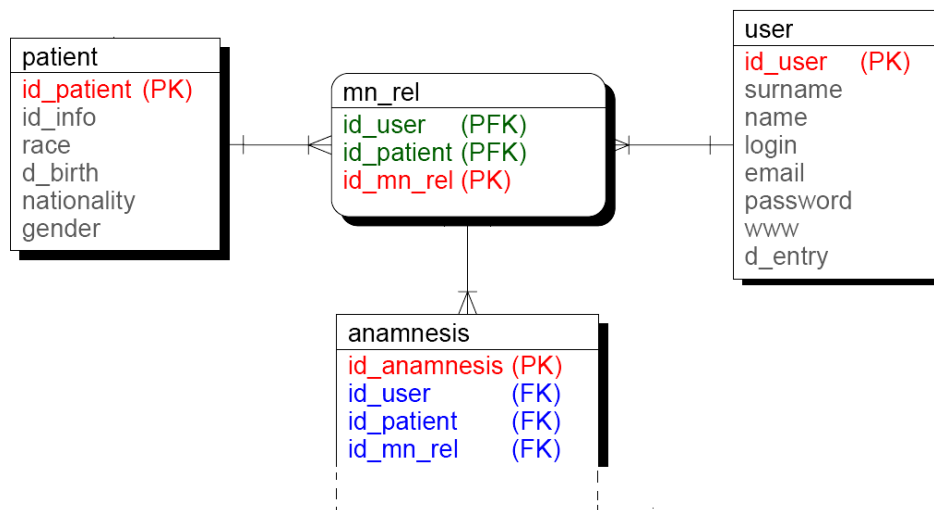 patient
id_patient (PK)
id_info
race
d_birth
nationality
gender
mn_rel
id_user (PFK)
id_patient (PFK)
id_mn_rel (PK)
user
id_user (PK)
surname
name
login
email
password
www
d_entry
anamnesis
id_anamnesis (PK)
id_user (FK)
id_patient (FK)
id_mn_rel (FK)